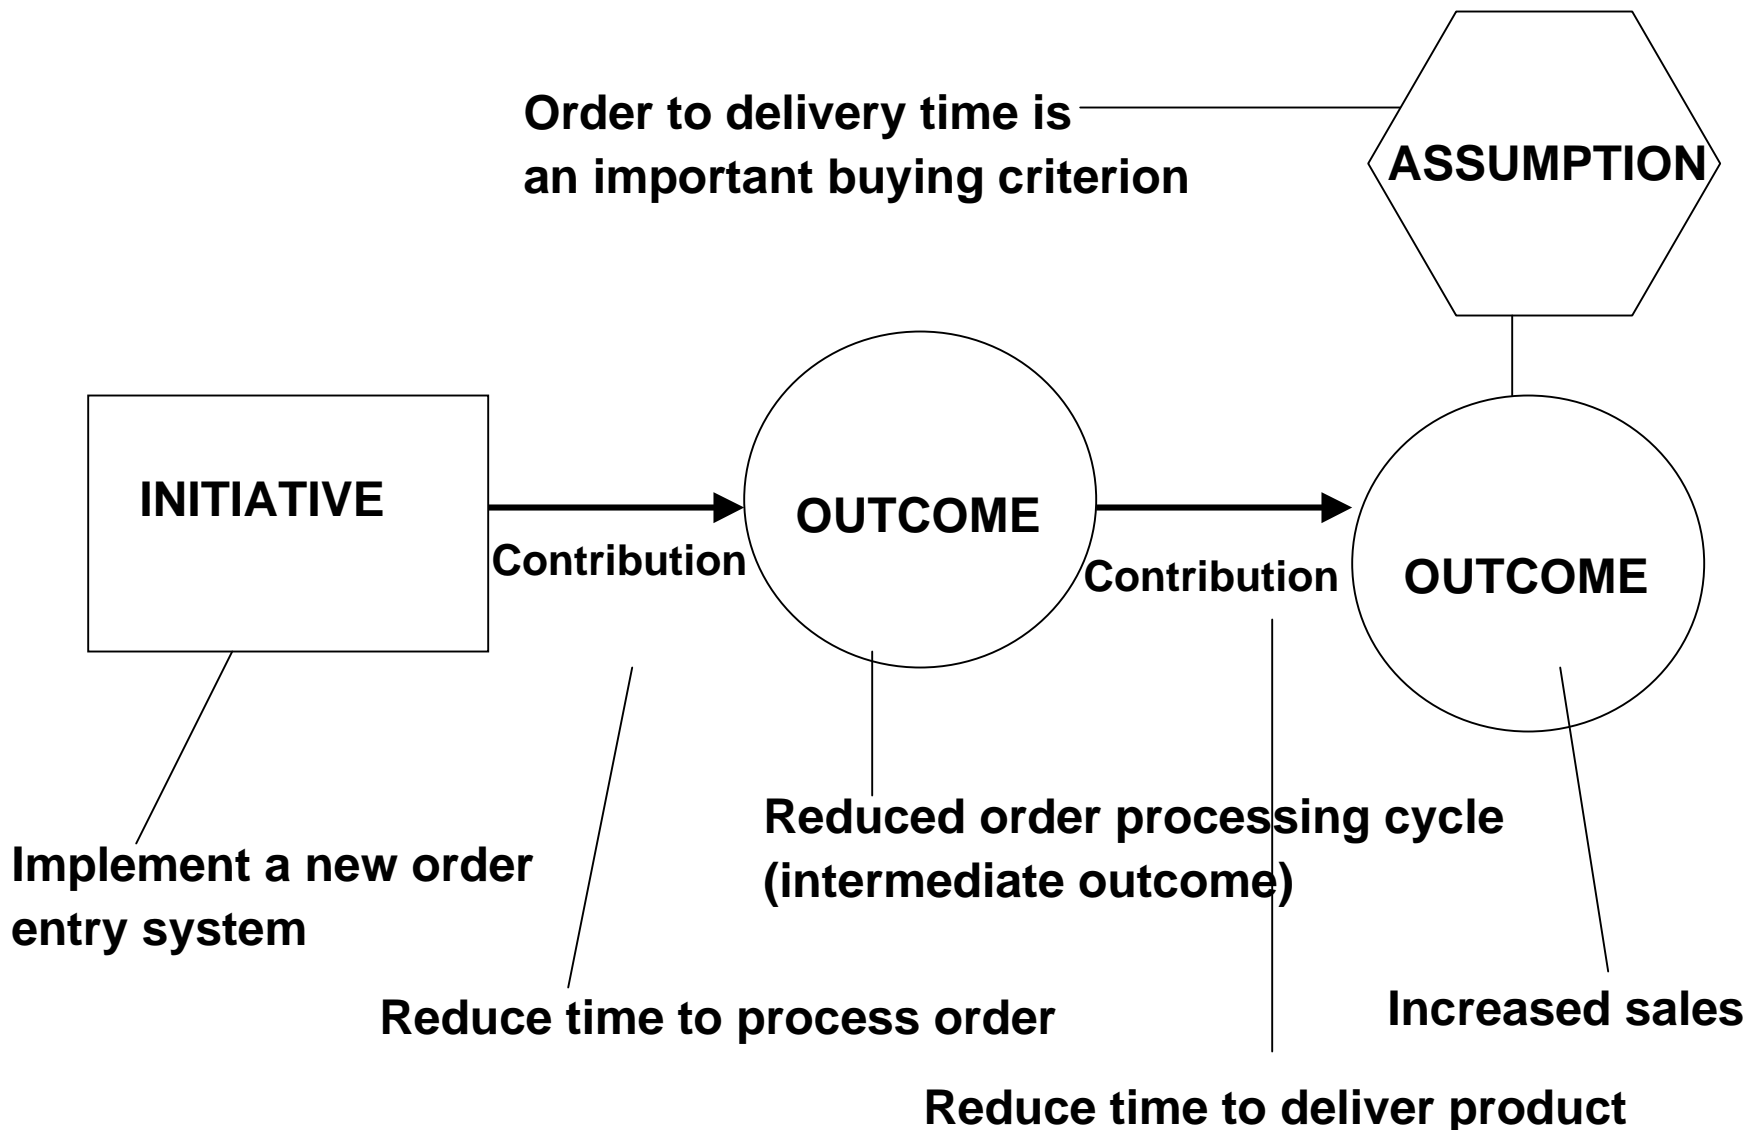 Order to delivery time is
an important buying criterion
ASSUMPTION
INITIATIVE
OUTCOME
OUTCOME
Contribution
Contribution
Reduced order processing cycle
(intermediate outcome)
Implement a new order
entry system
Reduce time to process order
Increased sales
Reduce time to deliver product